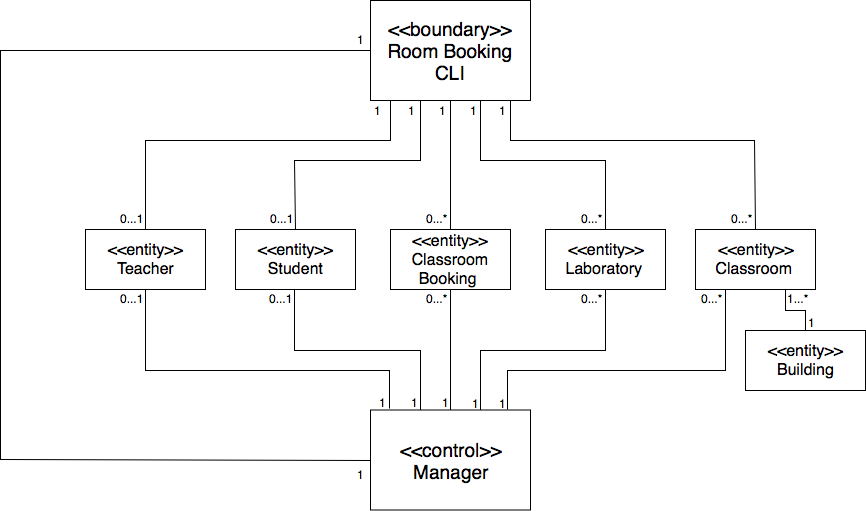 <<boundary>>
Room Booking
CLI
1
1
1
1
1
1
0...1
0...1
0...*
0...*
0...*
<<entity>>
Teacher
<<entity>>
Student
<<entity>>
Classroom
Booking
<<entity>>
Laboratory
<<entity>>
Classroom
0...1
0...1
0...*
0...*
0...*
1...*
1
<<entity>>
Building
1
1
1
1
1
<<control>>
Manager
1